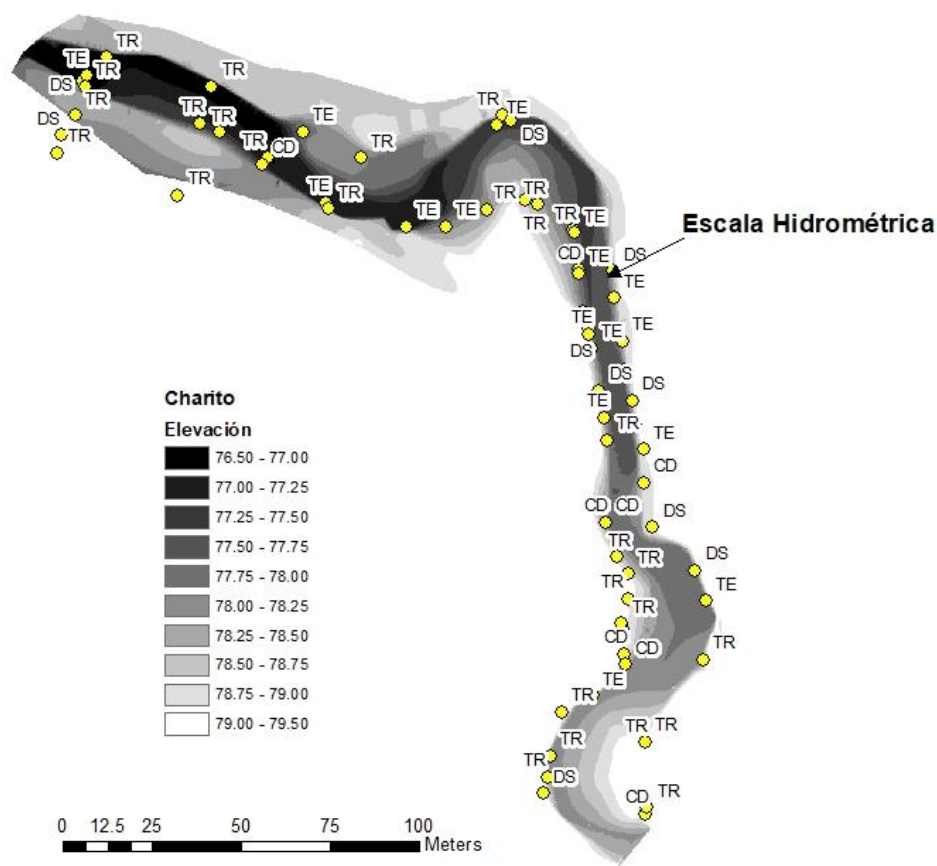 TR
TE
TR
TR
DS
TR
TR
TE
DS
TR
TR
TR
TE
DS
TR
CD
TR
TR
TE
TR
TR
TR
TE
TE
TR
TR
TE
Escala Hidrométrica
CD
TE
DS
TE
TE
TE
TE
DS
DS
DS
TE
TR
TE
CD
CD
CD
DS
TR
TR
DS
TR
TE
TR
CD
CD
TR
TE
TR
TR
TR
TR
TR
DS
TR
CD
Charito
Elevación
76.50 - 77.00
77.00 - 77.25
77.25 - 77.50
77.50 - 77.75
77.75 - 78.00
78.00 - 78.25
78.25 - 78.50
78.50 - 78.75
78.75 - 79.00
79.00 - 79.50
0 12.5 25 50 75 100
Meters